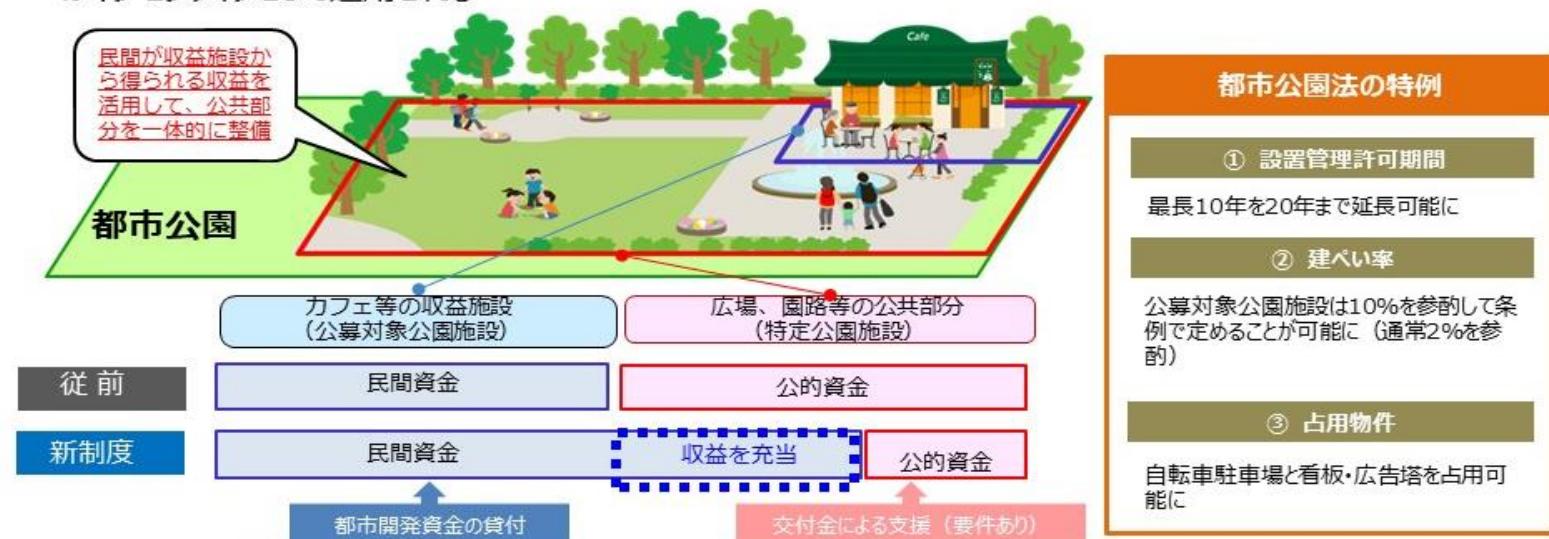 民間が収益施設か
ら得られる収益を
活用して、公共部
分を一体的に整備
Cafe
都市公園
カフェ等の収益施設
(公募対象公園施設)
広場、園路等の公共部分
(特定公園施設)
従前
民間資金
公的資金
新制度
民間資金
収益を充当
公的資金
都市開発資金の貸付
交付金による支援(要件あり)
都市公園法の特例
① 設置管理許可期間
最長10年を20年まで延長可能に
② 建ぺい率
公募対象公園施設は10%を参酌して条
例で定めることが可能に(通常2%を参
酌)
③ 占用物件
自転車駐車場と看板・広告塔を占用可
能に